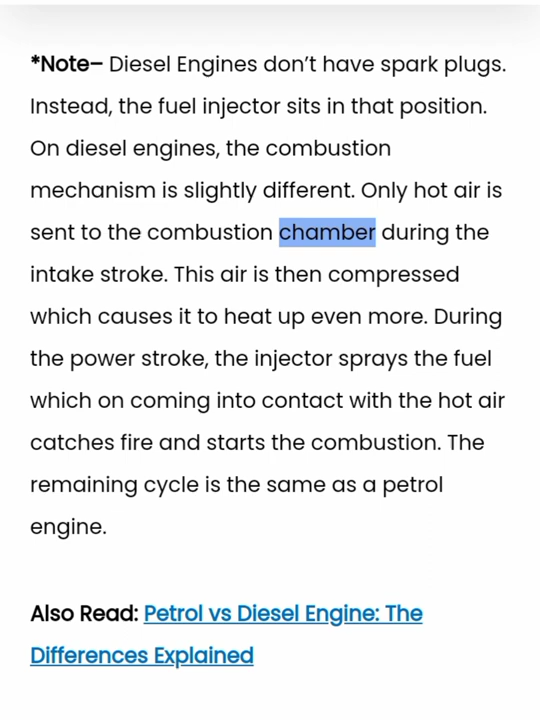 *Note– Diesel Engines don’t have spark plugs.
Instead, the fuel injector sits in that position.
On diesel engines, the combustion
mechanism is slightly different. Only hot air is
sent to the combustion chamber during the
intake stroke. This air is then compressed
which causes it to heat up even more. During
the power stroke, the injector sprays the fuel
which on coming into contact with the hot air
catches fire and starts the combustion. The
remaining cycle is the same as a petrol
engine.
Also Read: Petrol vs Diesel Engine: The
Differences Explained